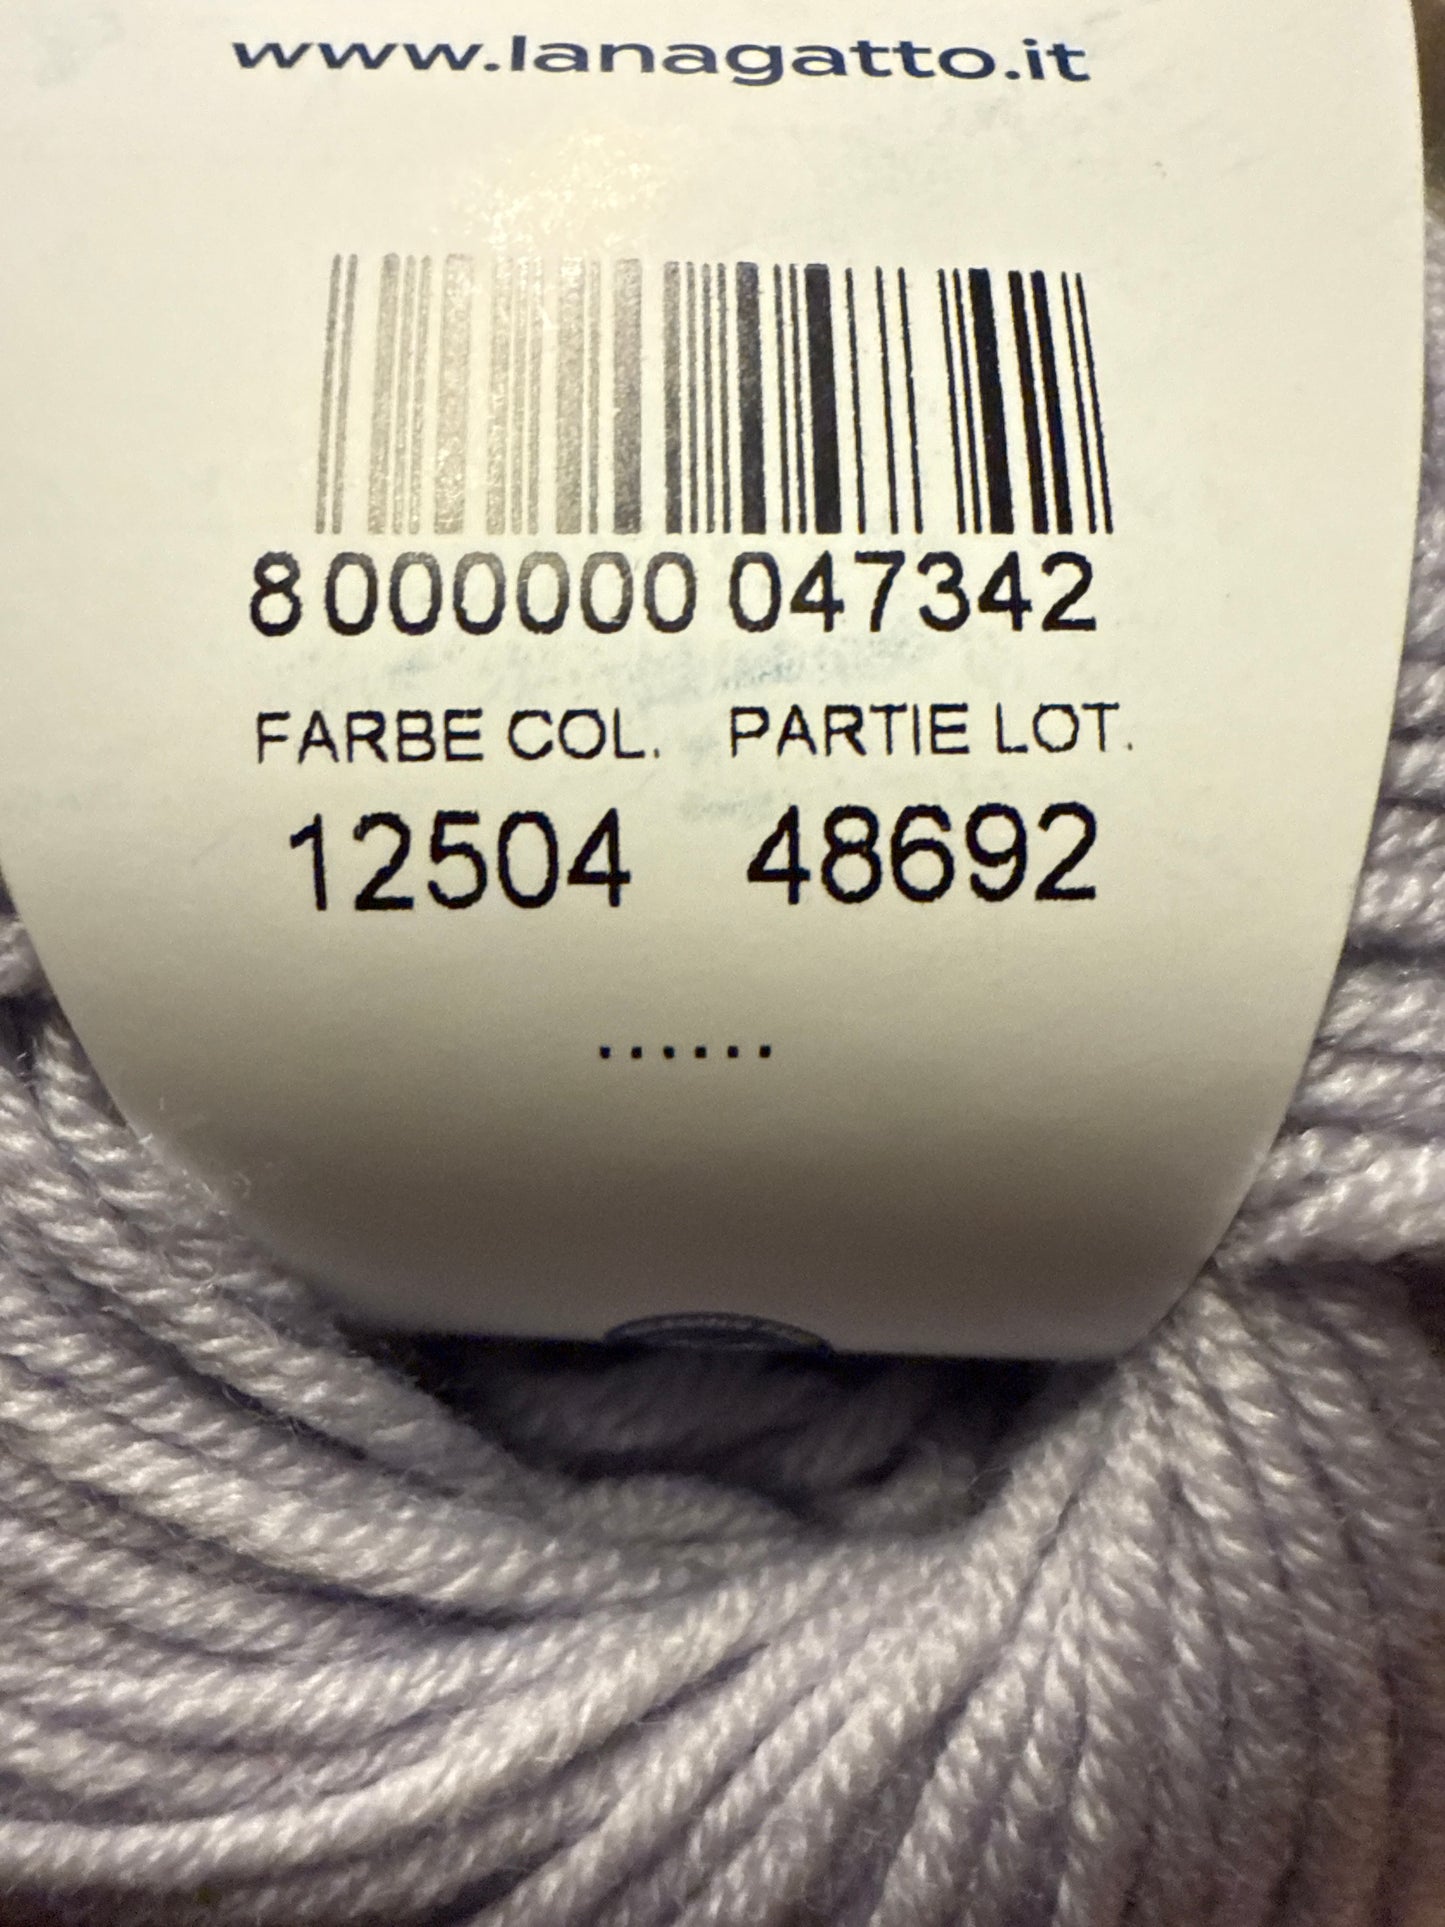 www.lanagatto.it
8 000000 047342
FARBE COL. PARTIE LOT.
12504 48692
......